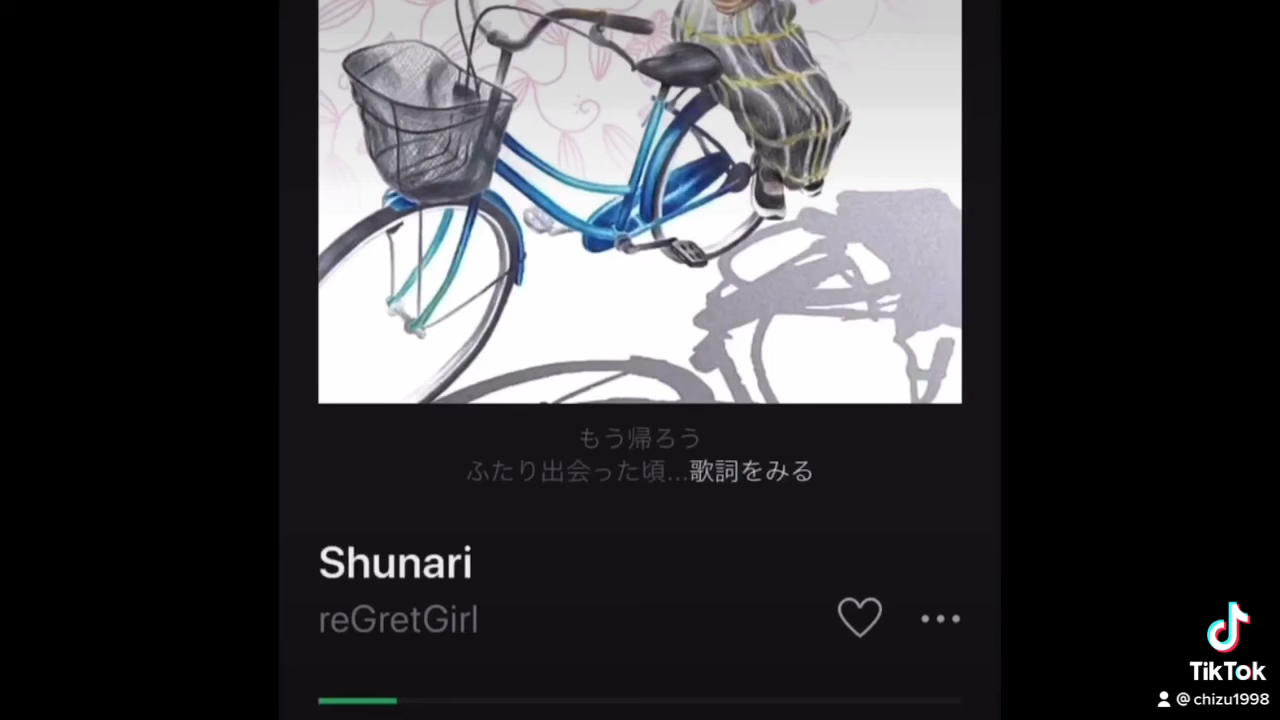 もう帰ろう
ふたり出会った頃...歌詞をみる
Shunari
reGretGirl
TikTok
@chizu1998